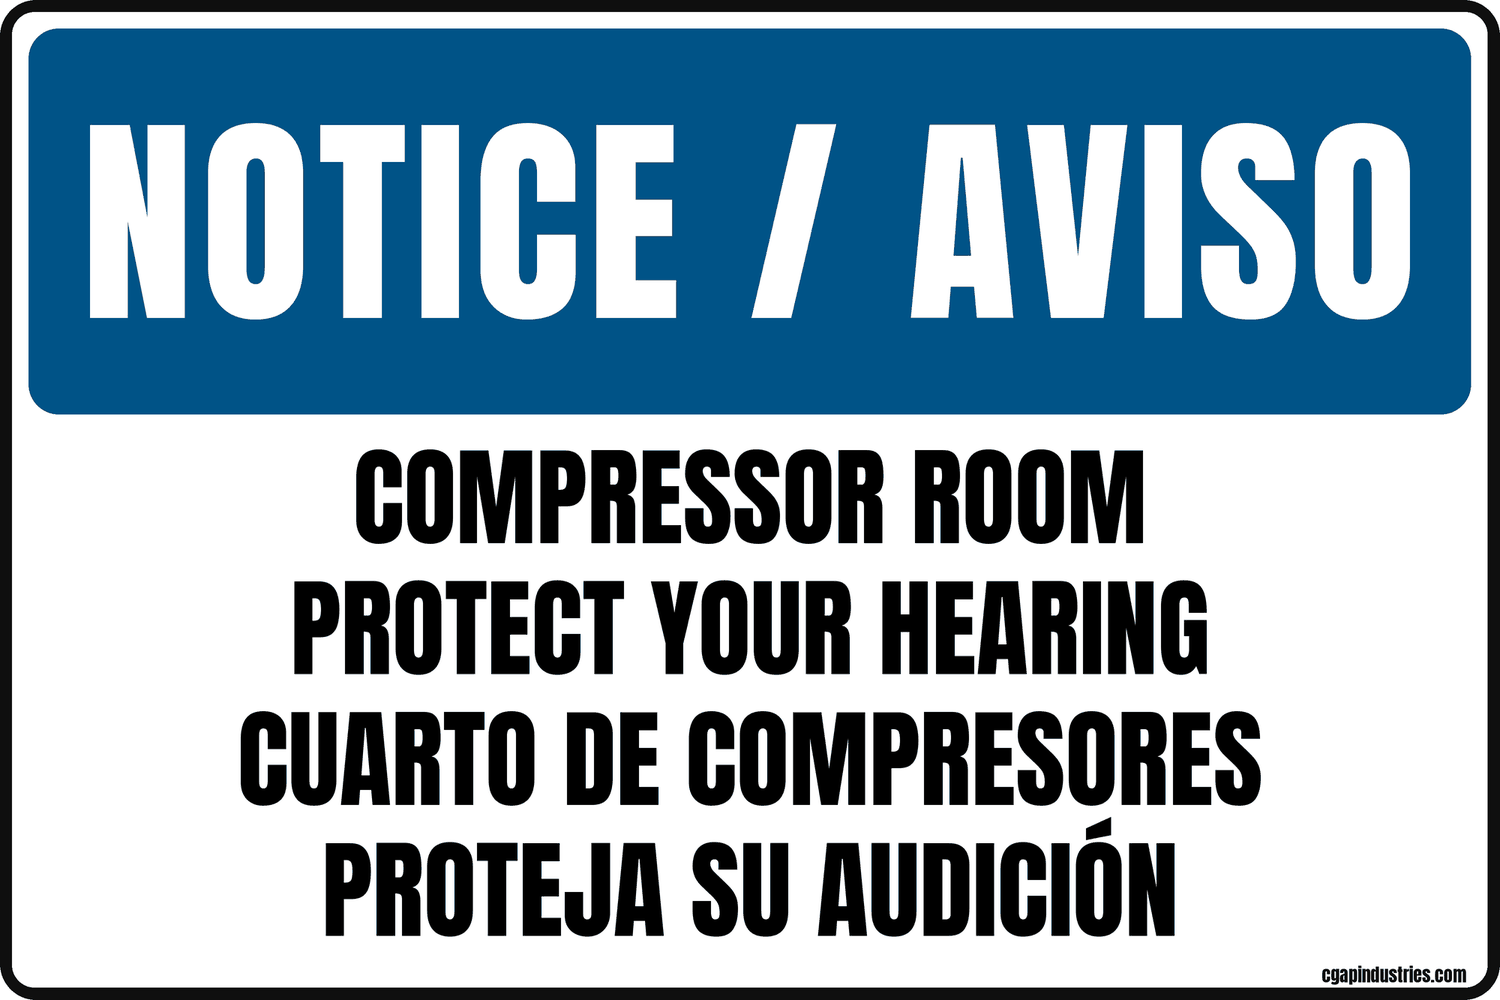 NOTICE / AVISO
COMPRESSOR ROOM
PROTECT YOUR HEARING
CUARTO DE COMPRESORES
PROTEJA SU AUDICIÓN
cgapindustries.com